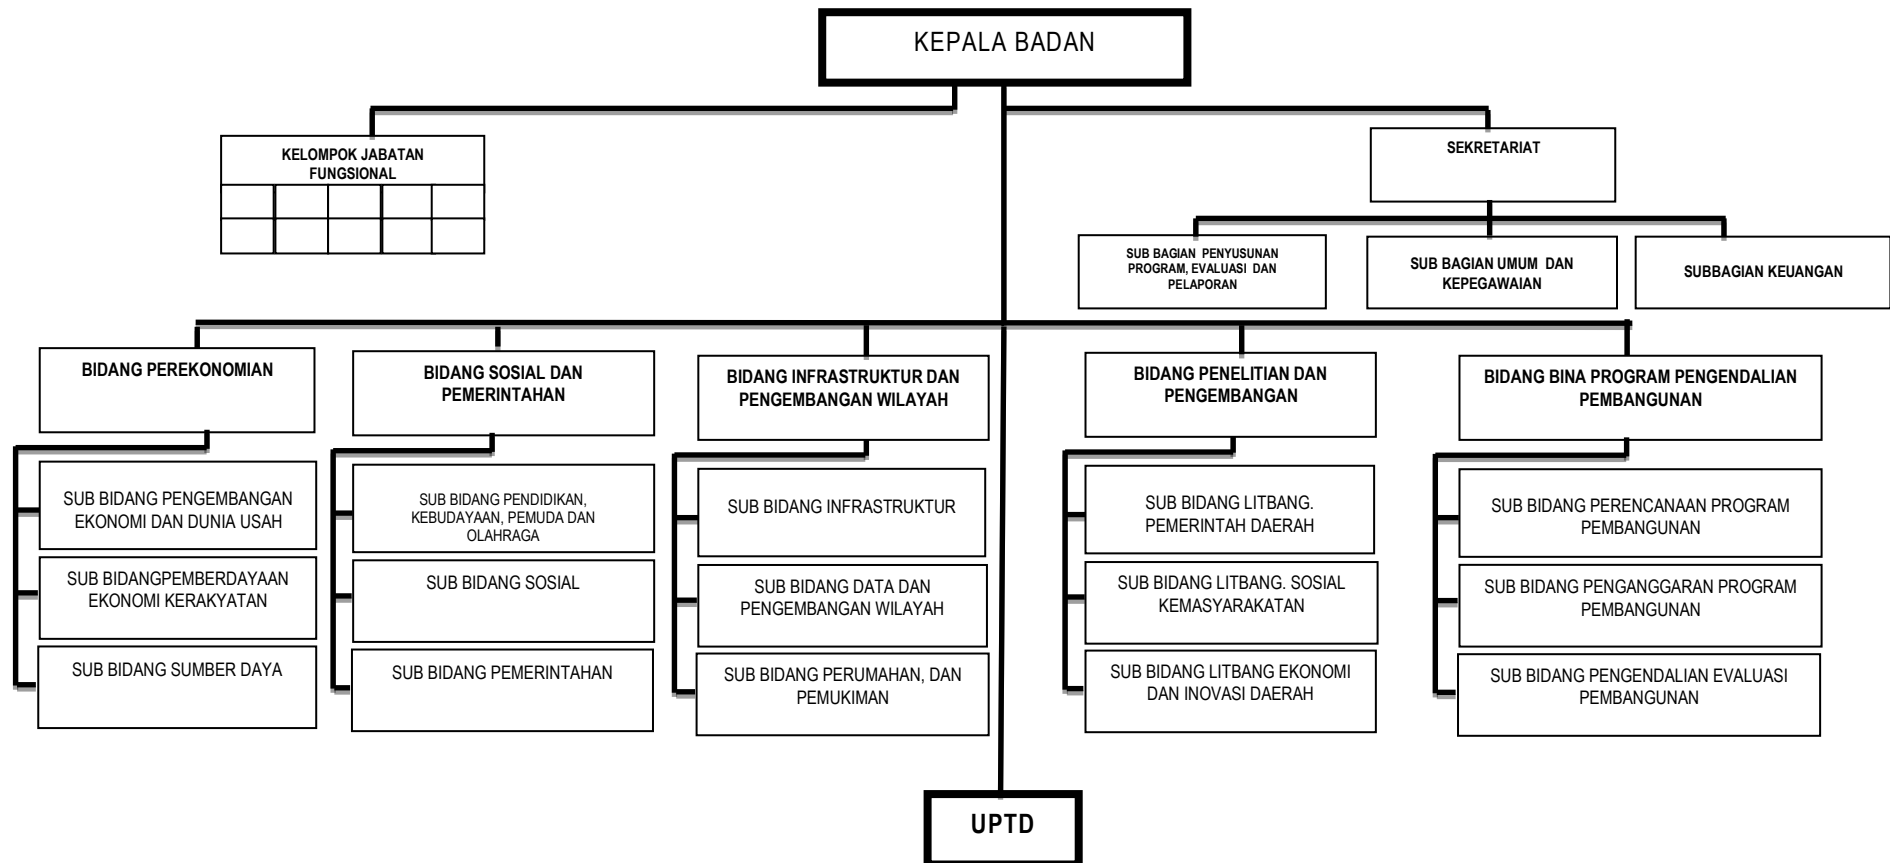 KEPALA BADAN
KELOMPOK JABATAN
FUNGSIONAL
SEKRETARIAT
SUB BAGIAN PENYUSUNAN
PROGRAM, EVALUASI DAN
PELAPORAN
SUB BAGIAN UMUM DAN
KEPEGAWAIAN
SUBBAGIAN KEUANGAN
BIDANG PEREKONOMIAN
BIDANG SOSIAL DAN
PEMERINTAHAN
BIDANG INFRASTRUKTUR DAN
PENGEMBANGAN WILAYAH
BIDANG PENELITIAN DAN
PENGEMBANGAN
BIDANG BINA PROGRAM PENGENDALIAN
PEMBANGUNAN
SUB BIDANG PENGEMBANGAN
EKONOMI DAN DUNIA USAH
SUB BIDANGPEMBERDAYAAN
EKONOMI KERAKYATAN
SUB BIDANG SUMBER DAYA
SUB BIDANG PENDIDIKAN,
KEBUDAYAAN, PEMUDA DAN
OLAHRAGA
SUB BIDANG SOSIAL
SUB BIDANG PEMERINTAHAN
SUB BIDANG INFRASTRUKTUR
SUB BIDANG DATA DAN
PENGEMBANGAN WILAYAH
SUB BIDANG PERUMAHAN, DAN
PEMUKIMAN
SUB BIDANG LITBANG.
PEMERINTAH DAERAH
SUB BIDANG LITBANG. SOSIAL
KEMASYARAKATAN
SUB BIDANG LITBANG EKONOMI
DAN INOVASI DAERAH
SUB BIDANG PERENCANAAN PROGRAM
PEMBANGUNAN
SUB BIDANG PENGANGGARAN PROGRAM
PEMBANGUNAN
SUB BIDANG PENGENDALIAN EVALUASI
PEMBANGUNAN
UPTD